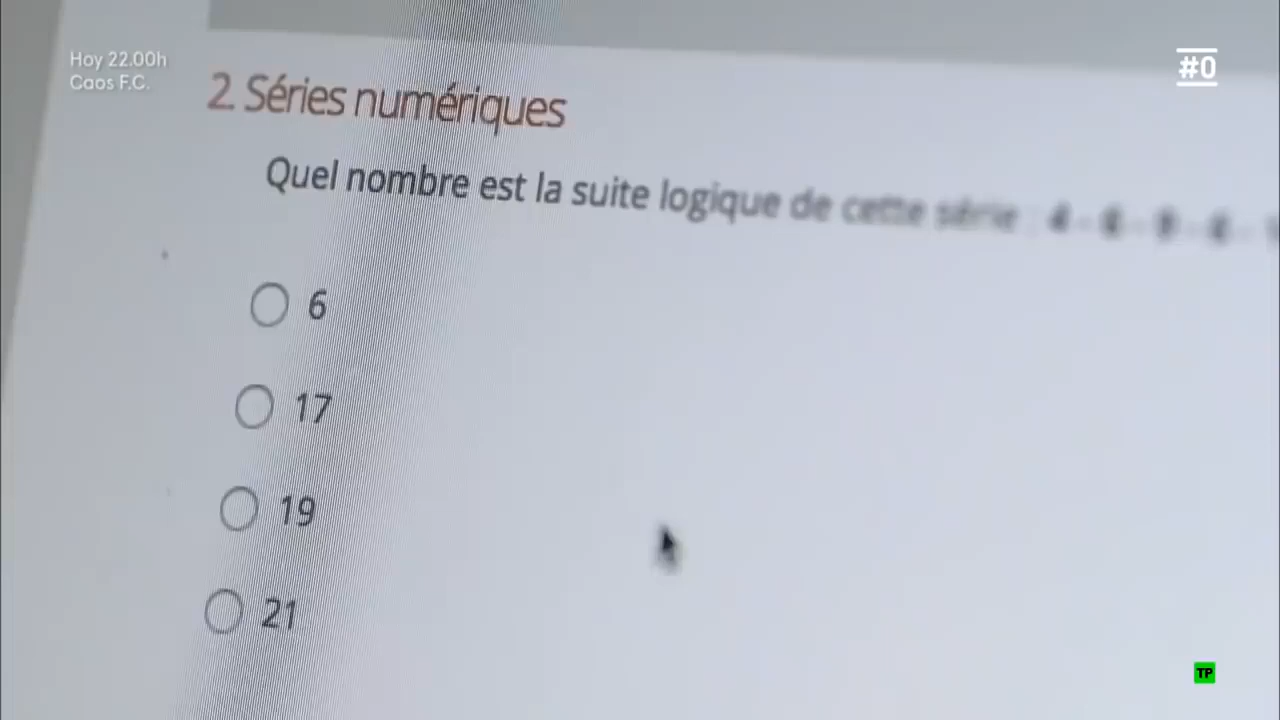 Hoy 22.00h
Caos F.C.
#0
2. Séries numériques
Quel nombre est la suite logique de cette série :
6
17
19
21
TP